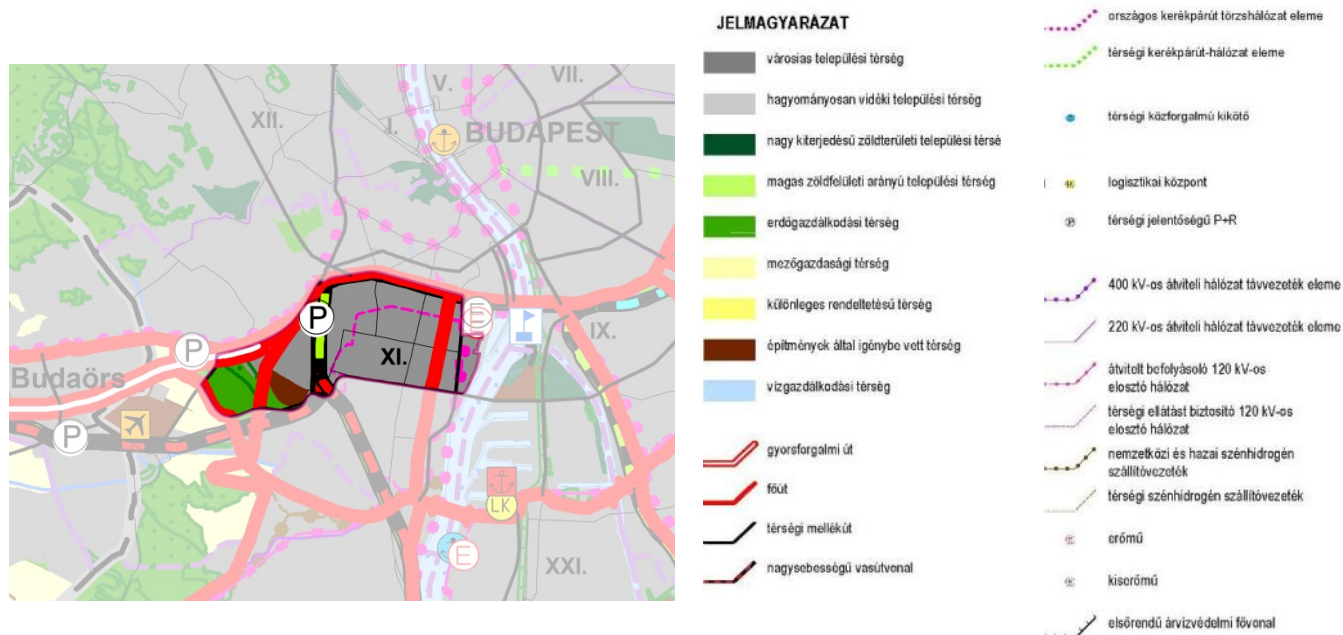 XII.
I.
V.
VII.
BUDAPEST
VIII.
P
E
E
IX.
XI.
P
Budaörs
P
LK
E
XXI.
JELMAGYARÁZAT
városias települési térség
hagyományosan vidéki települési térség
nagy kiterjedésű zöldterületi települési térsé
magas zöldfelületi arányú települési térség
erdőgazdálkodási térség
mezőgazdasági térség
különleges rendeltetésű térség
építmények által igénybe vett térség
vízgazdálkodási térség
gyorsforgalmi út
főút
térségi mellékút
nagysebességű vasútvonal
országos kerékpárút törzshálózat eleme
térségi kerékpárút-hálózat eleme
térségi közforgalmú kikötő
logisztikai központ
térségi jelentőségű P+R
400 kV-os átviteli hálózat távvezeték eleme
220 kV-os átviteli hálózat távvezeték eleme
átvitelt befolyásoló 120 kV-os
elosztó hálózat
térségi ellátást biztosító 120 kV-os
elosztó hálózat
nemzetközi és hazai szénhidrogén
szállítóvezeték
térségi szénhidrogén szállítóvezeték
erőmű
kiserőmű
elsőrendű árvízvédelmi fővonal